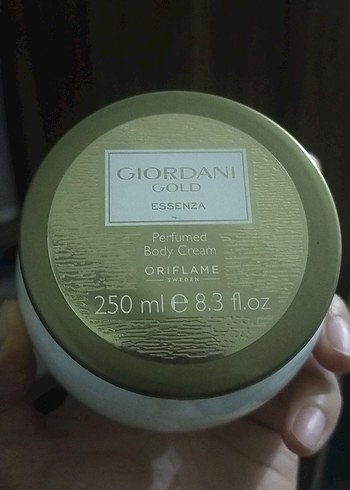 GIORDANI
GOLD
ESSENZA
Perfumed
Body Cream
ORIFLAME
SWEDEN
250 ml ℮ 8.3 fl.oz